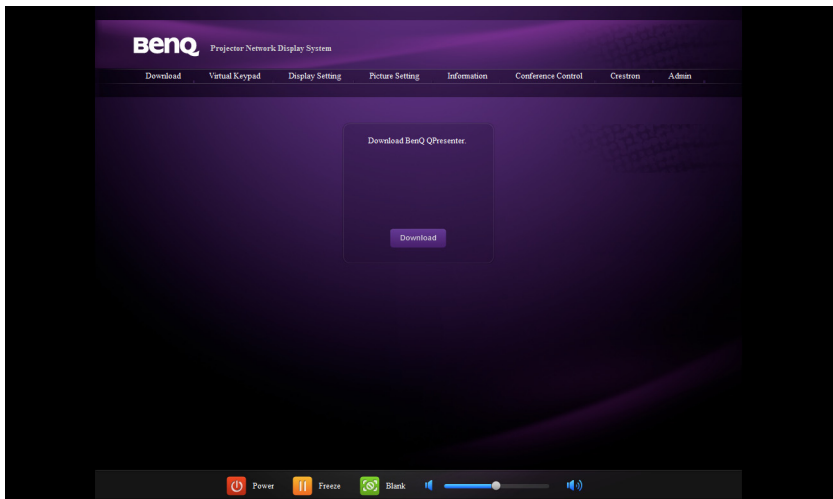 BenQ Projector Network Display System
Download Virtual Keypad Display Setting Picture Setting Information Conference Control Crestron Admin
Download BenQ QPresenter.
Download
Power Freeze Blank